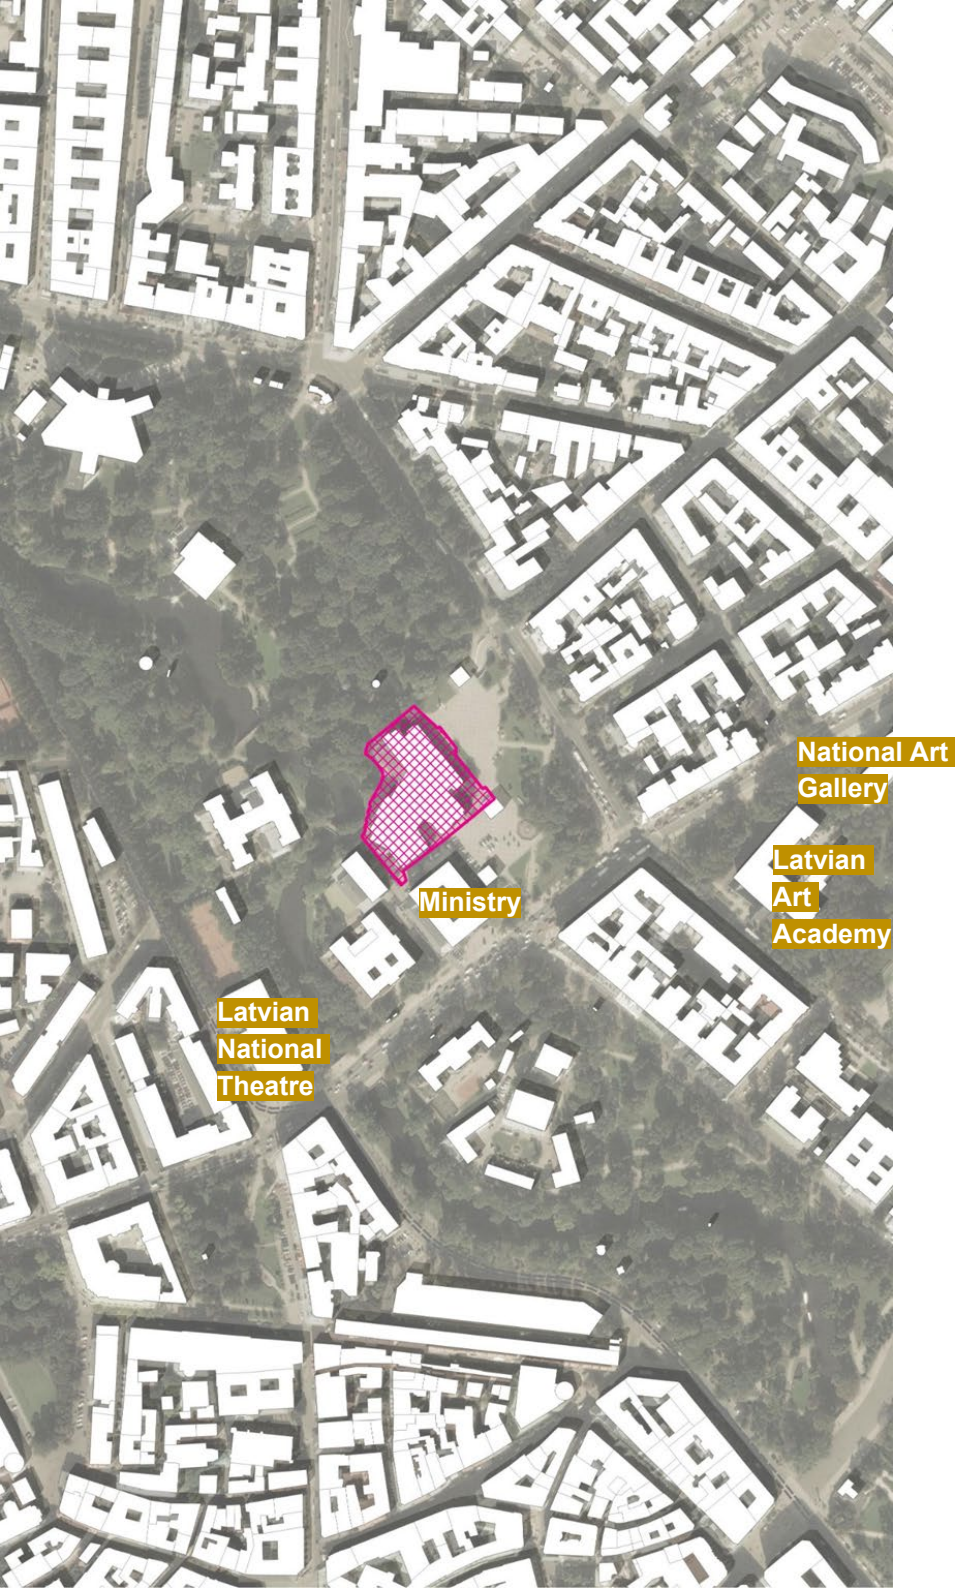 National Art
Gallery
Latvian
Art
Academy
Ministry
Latvian
National
Theatre